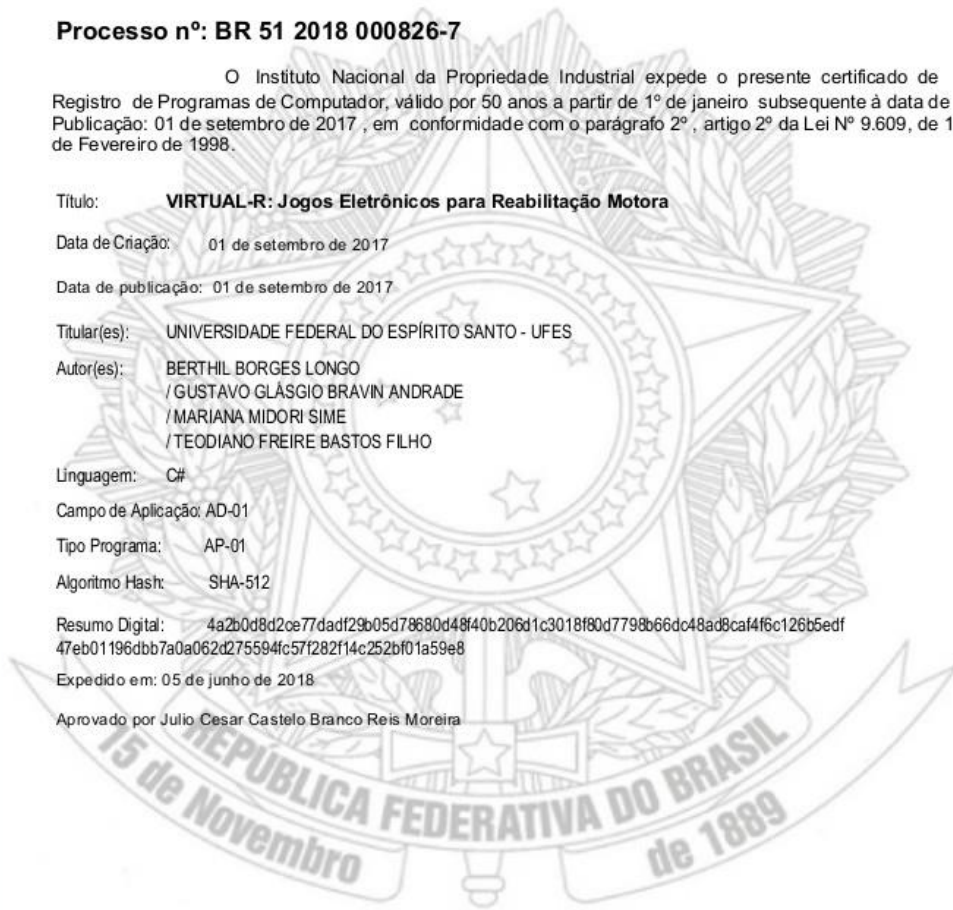 Processo nº: BR 51 2018 000826-7
O Instituto Nacional da Propriedade Industrial expede o presente certificado de
Registro de Programas de Computador, válido por 50 anos a partir de 1º de janeiro subsequente à data de
Publicação: 01 de setembro de 2017 , em conformidade com o parágrafo 2º , artigo 2º da Lei Nº 9.609, de 1
de Fevereiro de 1998.
Título: VIRTUAL-R: Jogos Eletrônicos para Reabilitação Motora
Data de Criação: 01 de setembro de 2017
Data de publicação: 01 de setembro de 2017
Titular(es): UNIVERSIDADE FEDERAL DO ESPÍRITO SANTO - UFES
Autor(es): BERTHIL BORGES LONGO
/ GUSTAVO GLÁSGIO BRAVIN ANDRADE
/ MARIANA MIDORI SIME
/ TEODIANO FREIRE BASTOS FILHO
Linguagem: C#
Campo de Aplicação: AD-01
Tipo Programa: AP-01
Algoritmo Hash: SHA-512
Resumo Digital: 4a2b0d8d2ce77dadf29b05d78680d48f40b206d1c3018f80d7798b66dc48ad8caf4f6c126b5edf
47eb01196dbb7a0a062d275594fc57f282f14c252bf01a59e8
Expedido em: 05 de junho de 2018
Aprovado por Julio Cesar Castelo Branco Reis Moreira
REPÚBLICA FEDERATIVA DO BRASIL
15 de Novembro de 1889